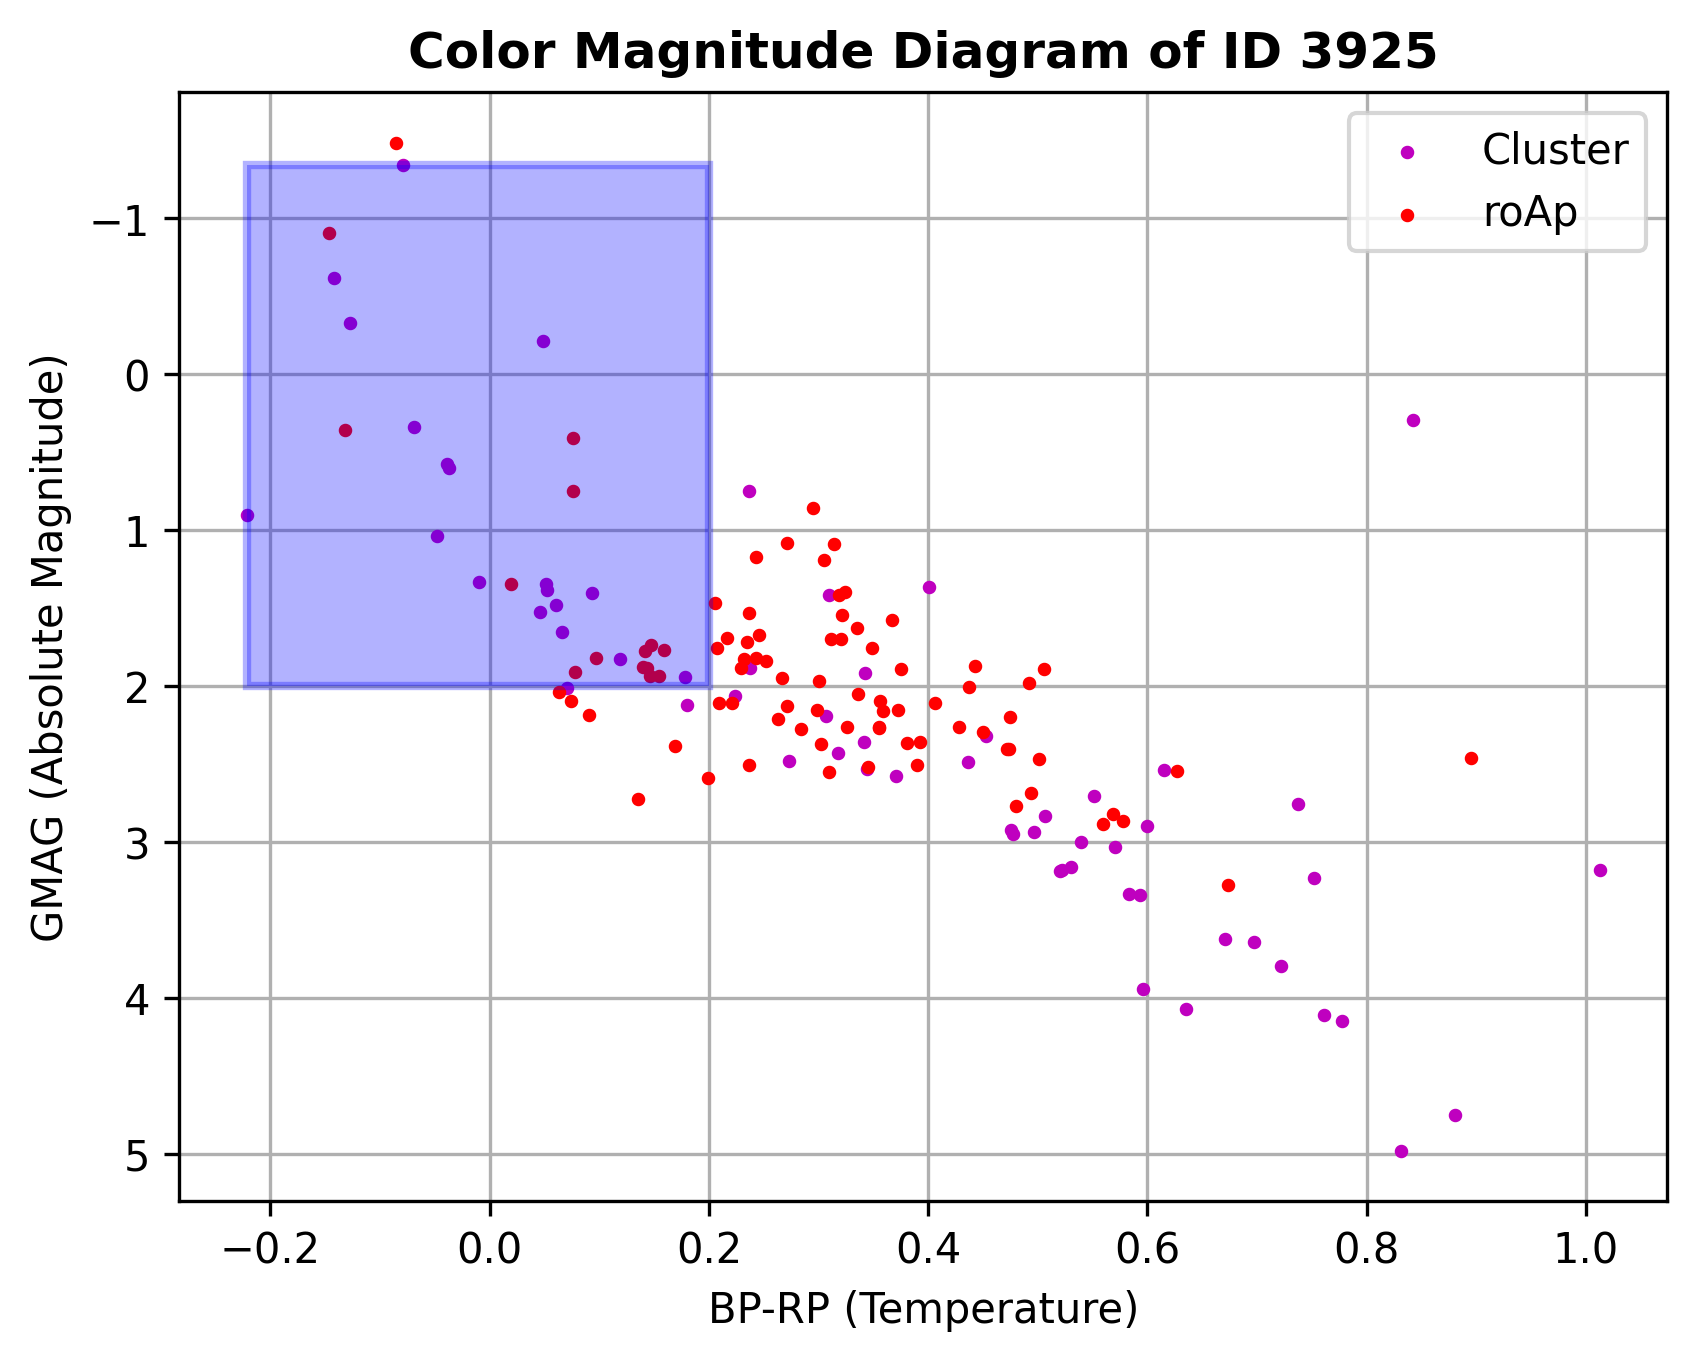 Color Magnitude Diagram of ID 3925
Cluster
roAp
−1
0
1
2
3
4
5
GMAG (Absolute Magnitude)
−0.2 0.0 0.2 0.4 0.6 0.8 1.0
BP-RP (Temperature)